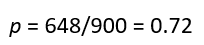 p = 648/900 = 0.72